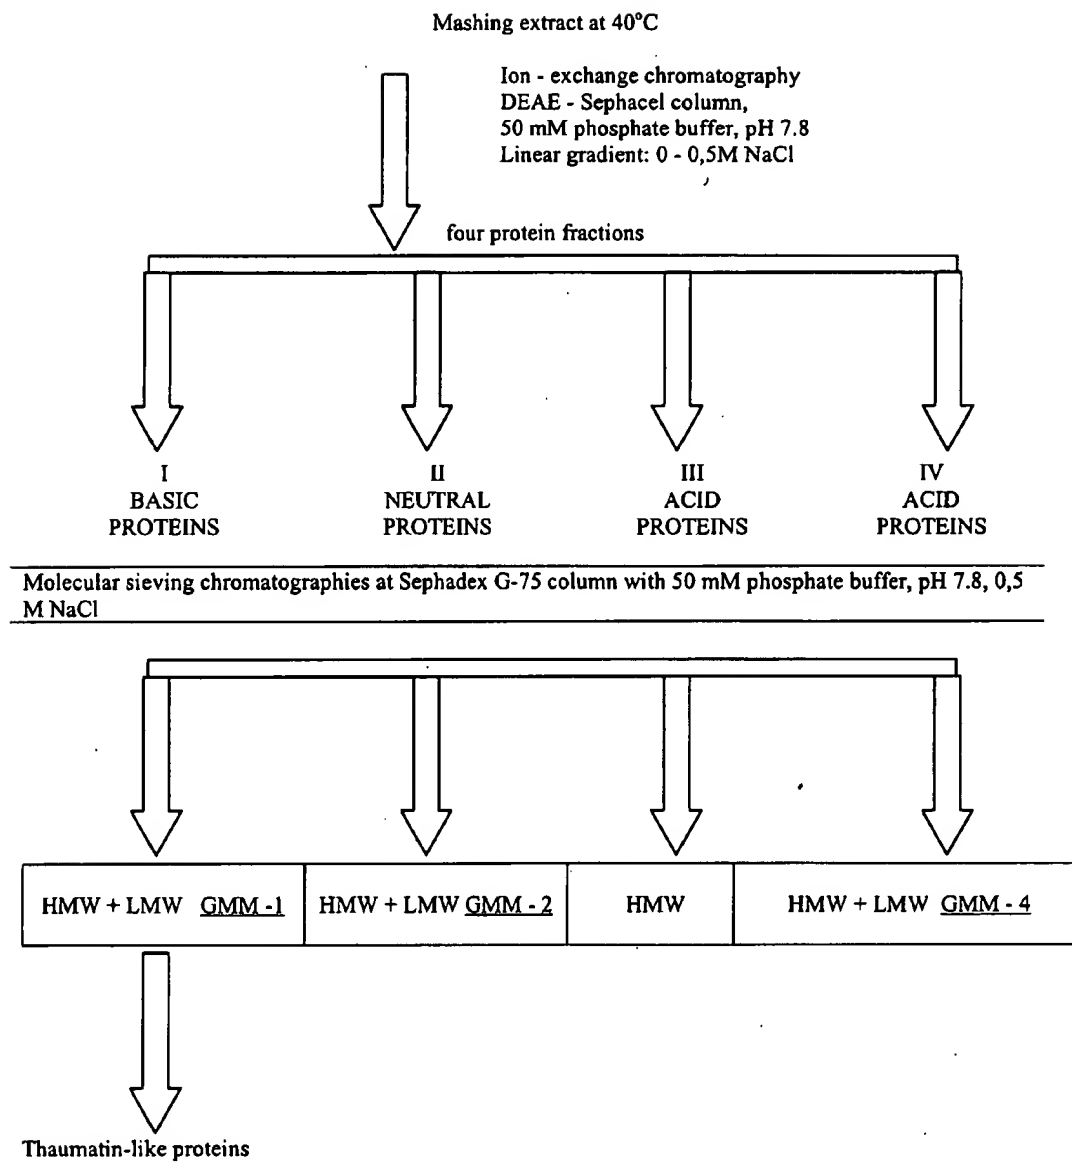 Mashing extract at 40°C
Ion - exchange chromatography
DEAE - Sephacel column,
50 mM phosphate buffer, pH 7.8
Linear gradient: 0 - 0,5M NaCl
four protein fractions
I
BASIC
PROTEINS
II
NEUTRAL
PROTEINS
III
ACID
PROTEINS
IV
ACID
PROTEINS
Molecular sieving chromatographies at Sephadex G-75 column with 50 mM phosphate buffer, pH 7.8, 0,5
M NaCl
HMW + LMW GMM -1
HMW + LMW GMM - 2
HMW
HMW + LMW GMM - 4
Thaumatin-like proteins